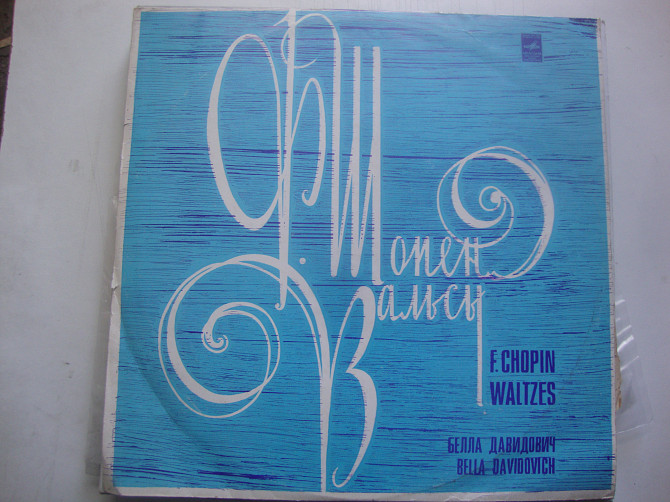 Ф. Шопен
Вальсы
F. CHOPIN
WALTZES
БЕЛЛА ДАВИДОВИЧ
BELLA DAVIDOVICH